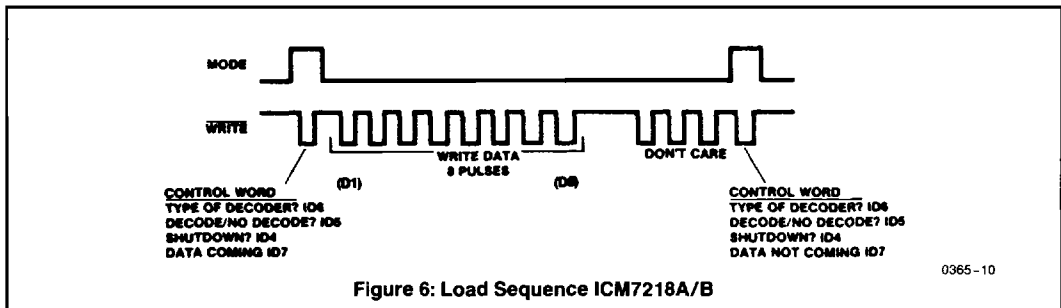 MODE
WRITE
WRITE DATA
8 PULSES
DON'T CARE
(D1)
(D8)
CONTROL WORD
TYPE OF DECODER? ID6
DECODE/NO DECODE? ID5
SHUTDOWN? ID4
DATA COMING ID7
CONTROL WORD
TYPE OF DECODER? ID6
DECODE/NO DECODE? ID5
SHUTDOWN? ID4
DATA NOT COMING ID7
0365-10
Figure 6: Load Sequence ICM7218A/B